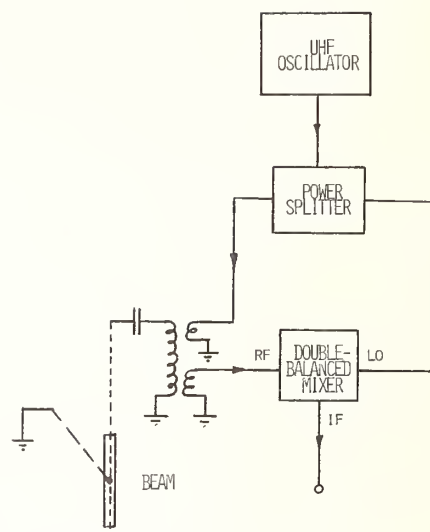 UHF
OSCILLATOR
POWER
SPLITTER
RF
DOUBLE-
BALANCED
MIXER
LO
IF
BEAM